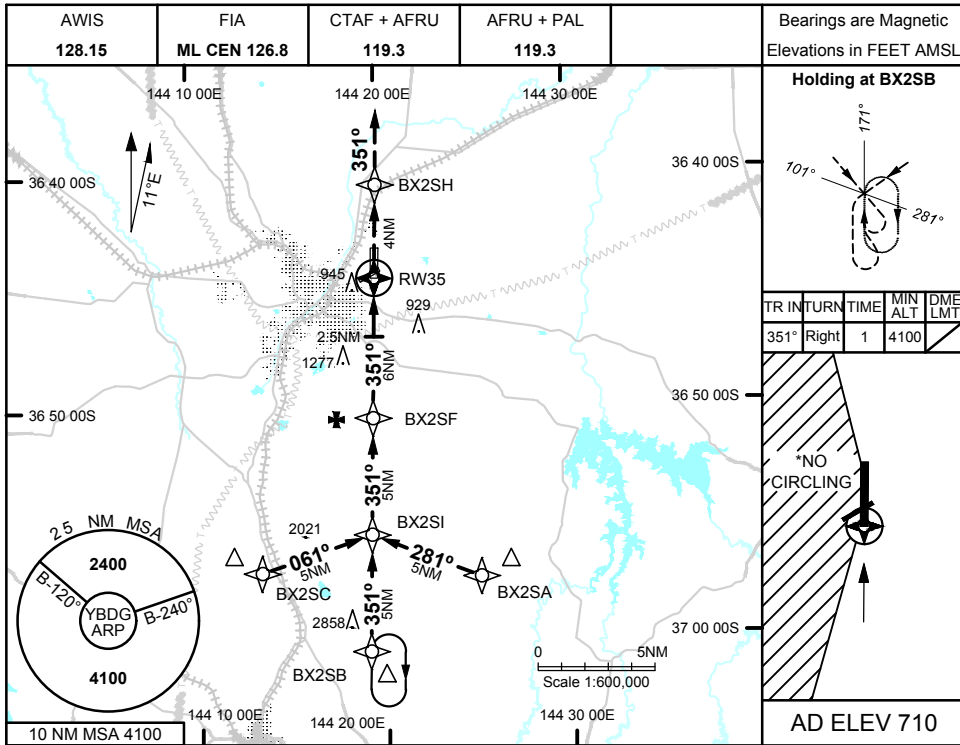 AWIS
128.15
FIA
ML CEN 126.8
CTAF + AFRU
119.3
AFRU + PAL
119.3
Bearings are Magnetic
Elevations in FEET AMSL
144 10 00E
144 20 00E
144 30 00E
Holding at BX2SB
171°
101°
281°
11°E
351°
BX2SH
36 40 00S
36 40 00S
4NM
945
RW35
929
2.5NM
1277
351°
6NM
TR IN
TURN
TIME
MIN ALT
DME LMT
351°
Right
1
4100
36 50 00S
36 50 00S
BX2SF
351°
5NM
*NO
CIRCLING
2021
BX2SI
061°
5NM
281°
5NM
BX2SC
BX2SA
25 NM MSA
2400
B-120°
B-240°
YBDG
ARP
4100
351°
5NM
2858
37 00 00S
BX2SB
0
5NM
Scale 1:600,000
144 10 00E
144 20 00E
144 30 00E
10 NM MSA 4100
AD ELEV 710